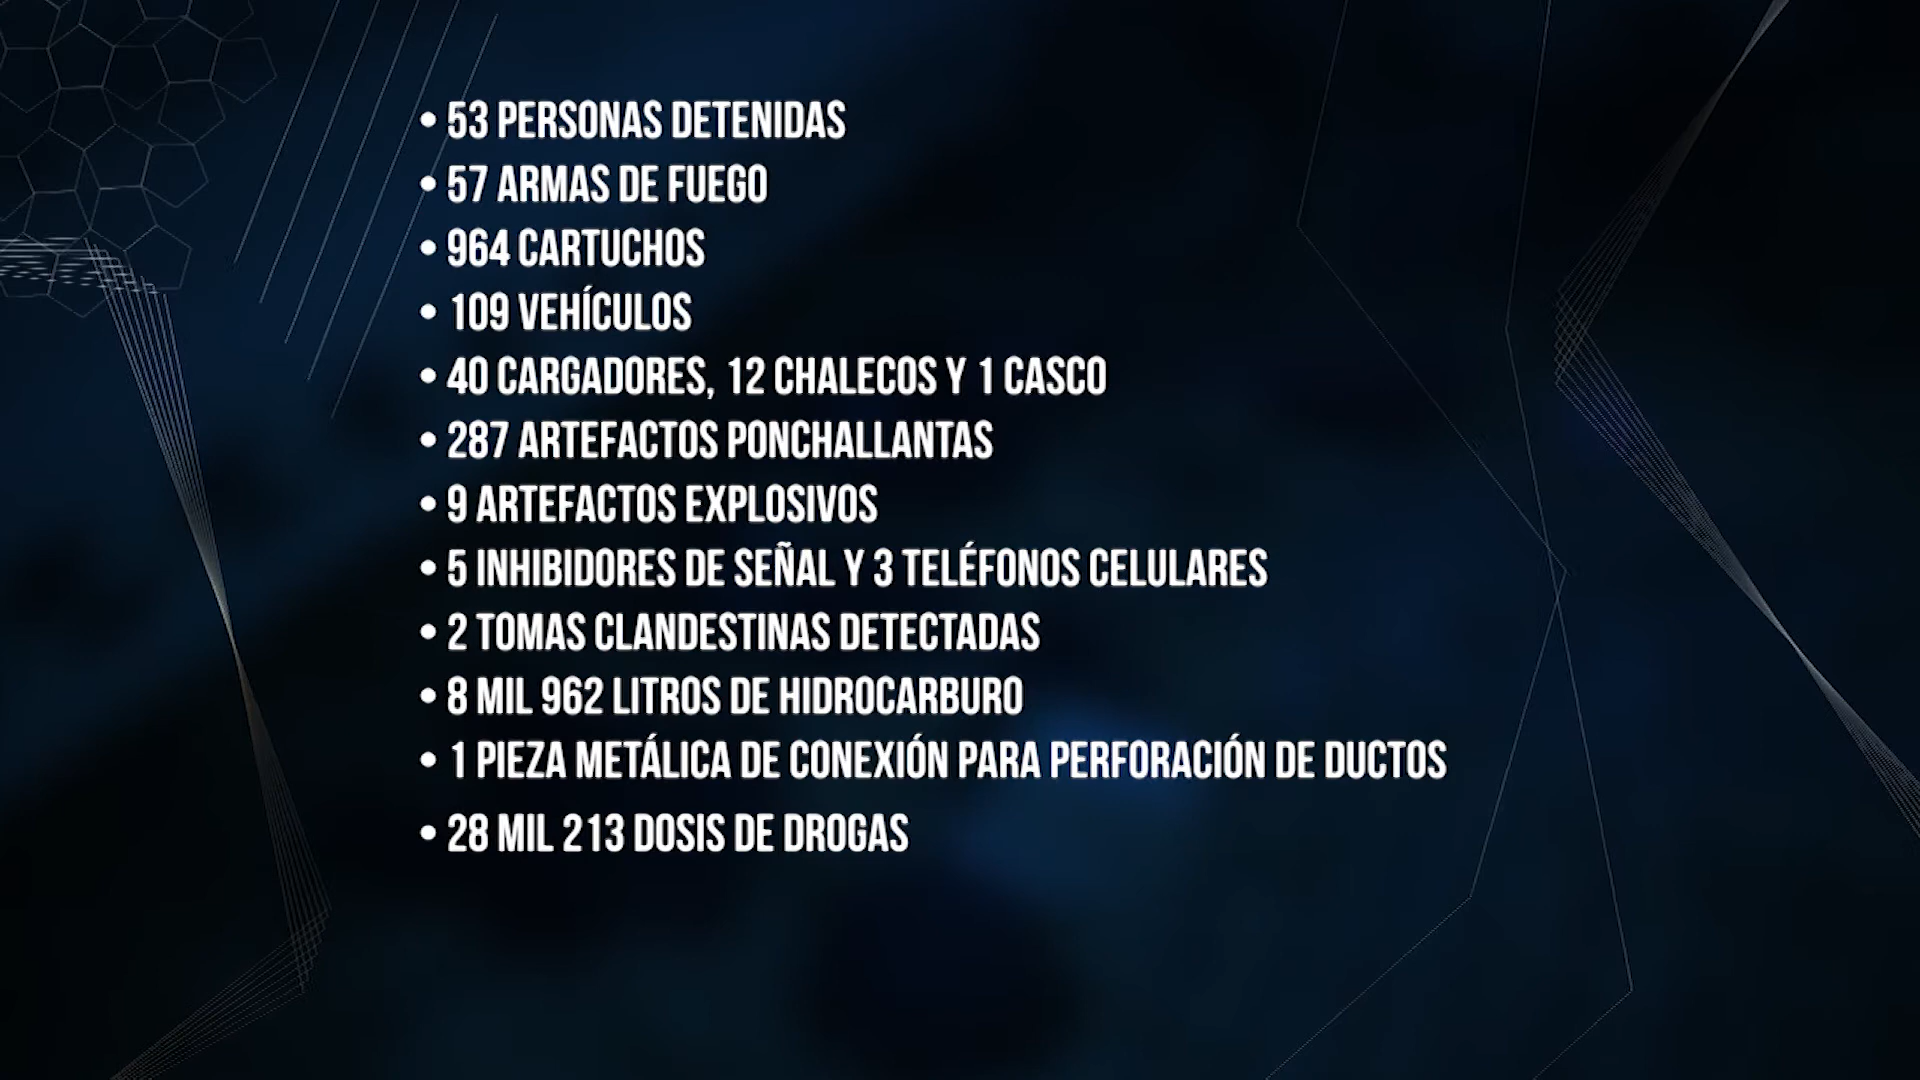 • 53 PERSONAS DETENIDAS
• 57 ARMAS DE FUEGO
• 964 CARTUCHOS
• 109 VEHÍCULOS
• 40 CARGADORES, 12 CHALECOS Y 1 CASCO
• 287 ARTEFACTOS PONCHALLANTAS
• 9 ARTEFACTOS EXPLOSIVOS
• 5 INHIBIDORES DE SEÑAL Y 3 TELÉFONOS CELULARES
• 2 TOMAS CLANDESTINAS DETECTADAS
• 8 MIL 962 LITROS DE HIDROCARBURO
• 1 PIEZA METÁLICA DE CONEXIÓN PARA PERFORACIÓN DE DUCTOS
• 28 MIL 213 DOSIS DE DROGAS